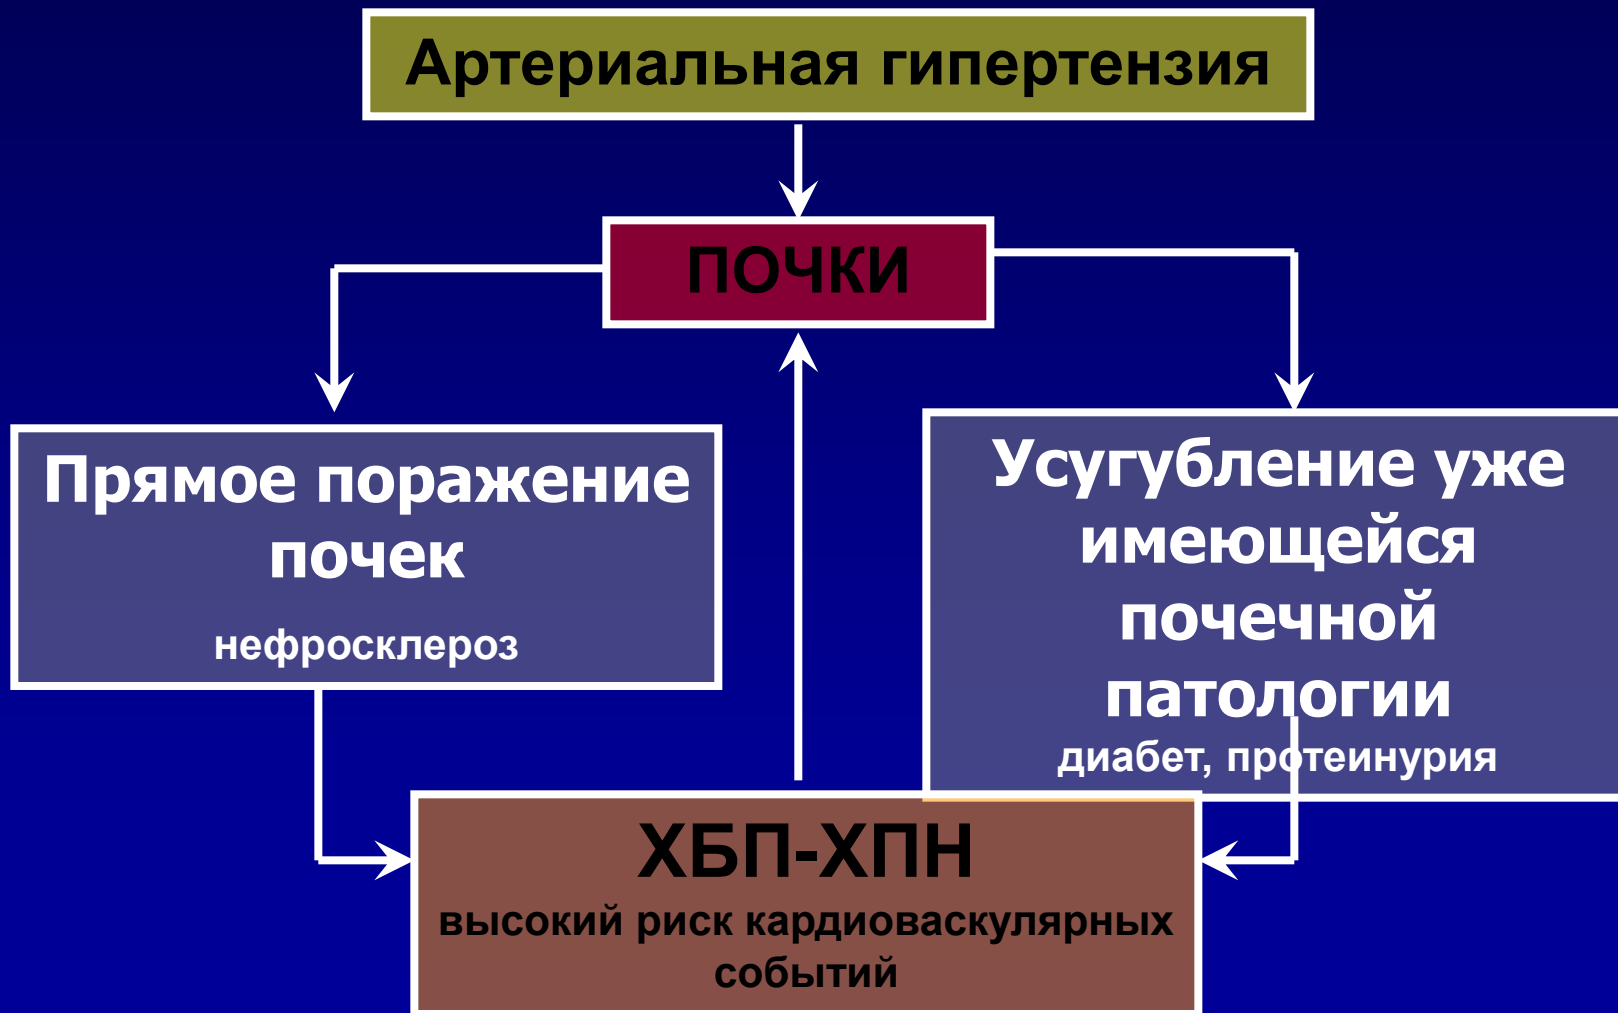 Артериальная гипертензия
ПОЧКИ
Прямое поражение
почек
нефросклероз
Усугубление уже
имеющейся
почечной
патологии
диабет, протеинурия
ХБП-ХПН
высокий риск кардиоваскулярных
событий